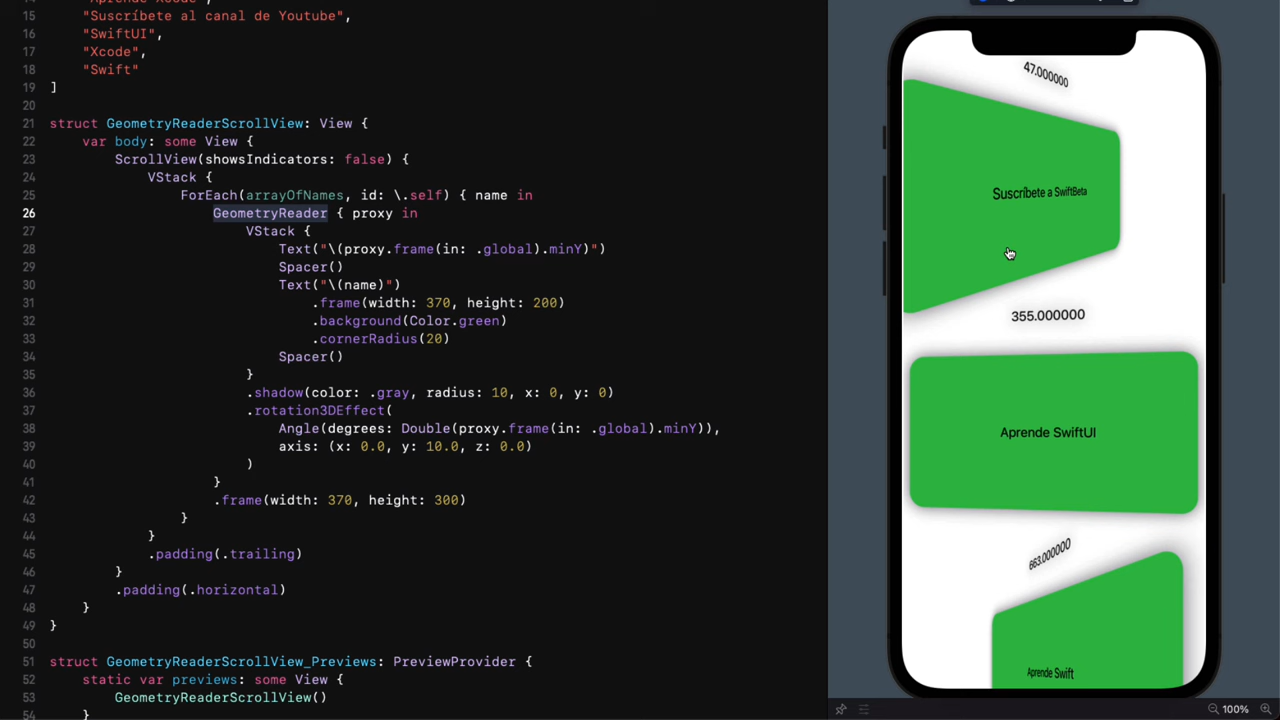 15 "Suscríbete al canal de Youtube",
16 "SwiftUI",
17 "Xcode",
18 "Swift"
19 ]
20
21 struct GeometryReaderScrollView: View {
22 var body: some View {
23 ScrollView(showsIndicators: false) {
24 VStack {
25 ForEach(arrayOfNames, id: \.self) { name in
26 GeometryReader { proxy in
27 VStack {
28 Text("\(proxy.frame(in: .global).minY)")
29 Spacer()
30 Text("\(name)")
31 .frame(width: 370, height: 200)
32 .background(Color.green)
33 .cornerRadius(20)
34 Spacer()
35 }
36 .shadow(color: .gray, radius: 10, x: 0, y: 0)
37 .rotation3DEffect(
38 Angle(degrees: Double(proxy.frame(in: .global).minY)),
39 axis: (x: 0.0, y: 10.0, z: 0.0)
40 )
41 }
42 .frame(width: 370, height: 300)
43 }
44 }
45 .padding(.trailing)
46 }
47 .padding(.horizontal)
48 }
49 }
50
51 struct GeometryReaderScrollView_Previews: PreviewProvider {
52 static var previews: some View {
53 GeometryReaderScrollView()
54 }
47.000000
Suscríbete a SwiftBeta
355.000000
Aprende SwiftUI
663.000000
Aprende Swift
100%